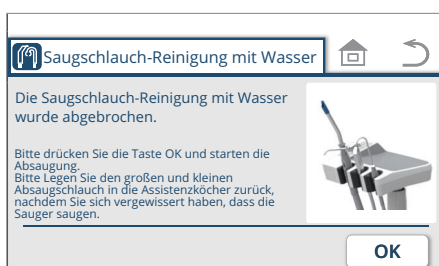 Saugschlauch-Reinigung mit Wasser
Die Saugschlauch-Reinigung mit Wasser
wurde abgebrochen.
Bitte drücken Sie die Taste OK und starten die
Absaugung.
Bitte Legen Sie den großen und kleinen
Absaugschlauch in die Assistenzköcher zurück,
nachdem Sie sich vergewissert haben, dass die
Sauger saugen.
OK